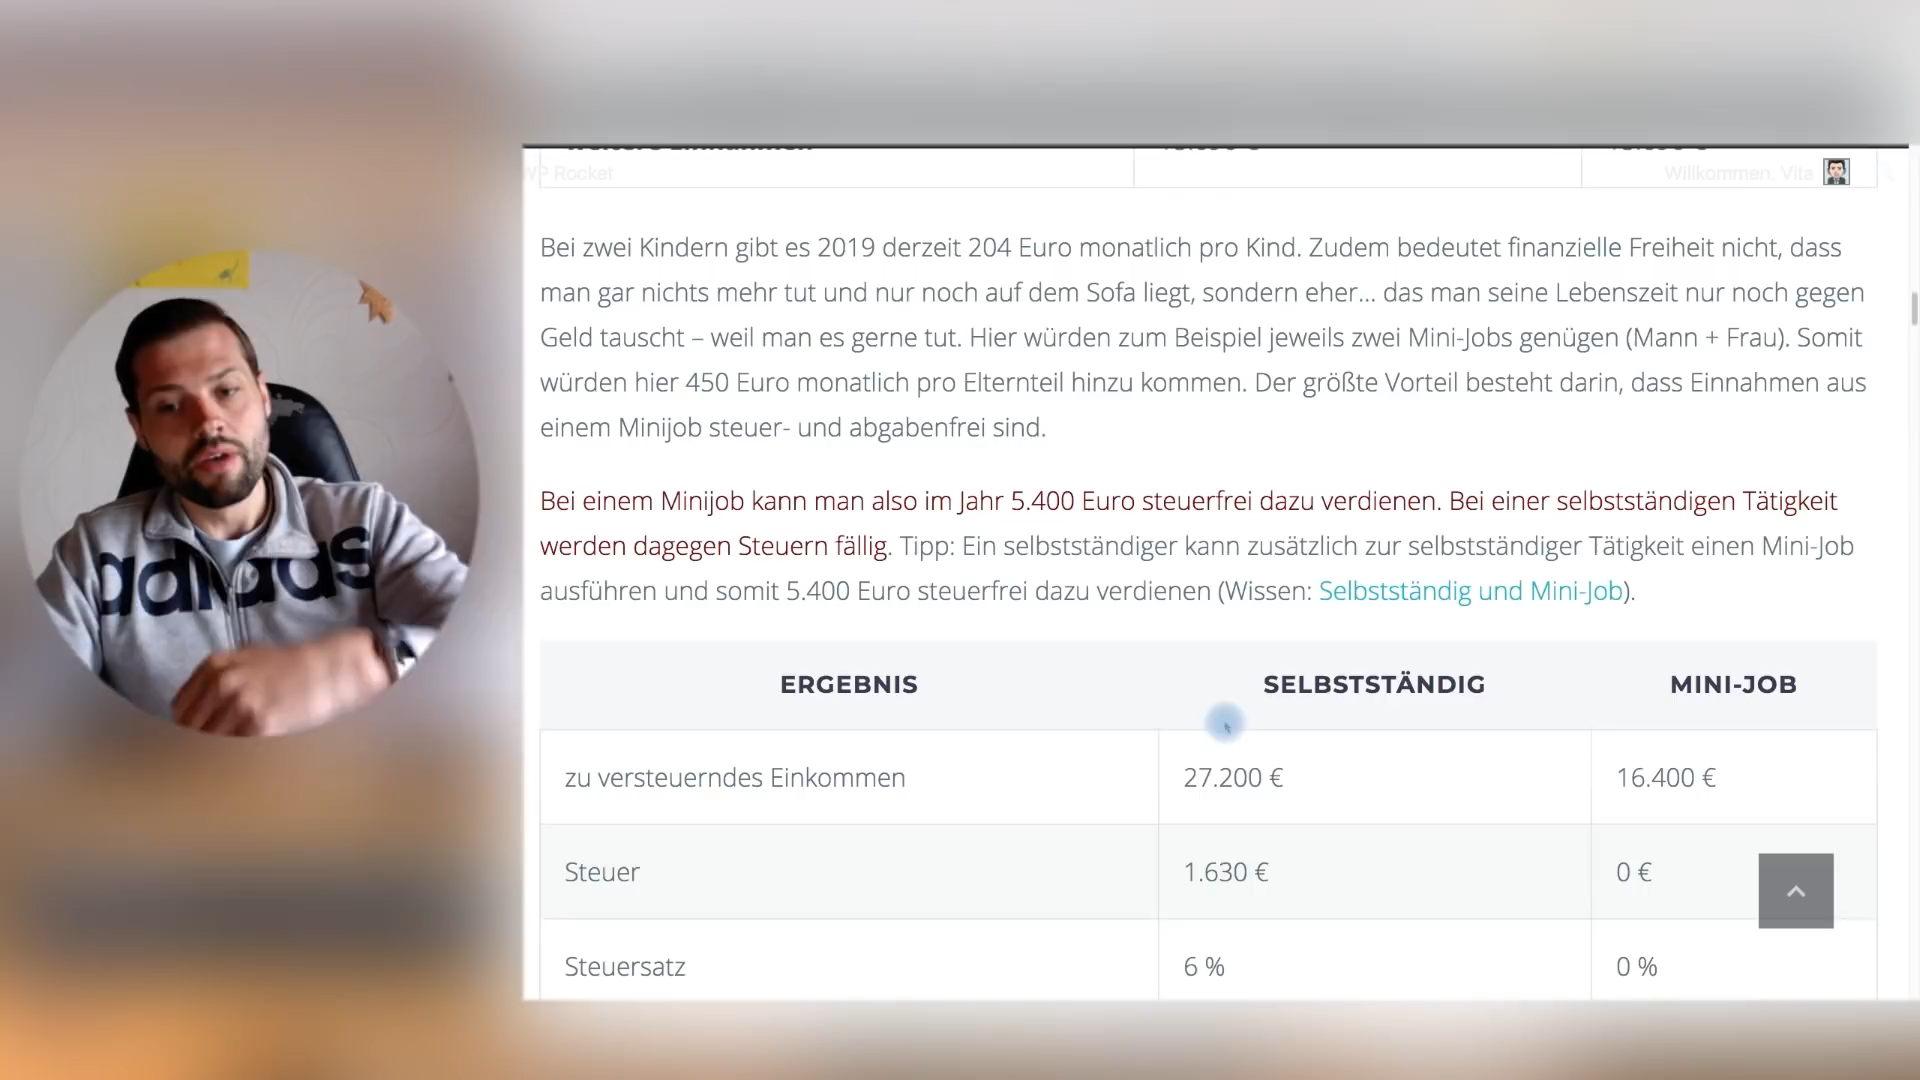 WP Rocket
Willkommen, Vita
Bei zwei Kindern gibt es 2019 derzeit 204 Euro monatlich pro Kind. Zudem bedeutet finanzielle Freiheit nicht, dass
man gar nichts mehr tut und nur noch auf dem Sofa liegt, sondern eher... das man seine Lebenszeit nur noch gegen
Geld tauscht – weil man es gerne tut. Hier würden zum Beispiel jeweils zwei Mini-Jobs genügen (Mann + Frau). Somit
würden hier 450 Euro monatlich pro Elternteil hinzu kommen. Der größte Vorteil besteht darin, dass Einnahmen aus
einem Minijob steuer- und abgabenfrei sind.
Bei einem Minijob kann man also im Jahr 5.400 Euro steuerfrei dazu verdienen. Bei einer selbstständigen Tätigkeit
werden dagegen Steuern fällig. Tipp: Ein selbstständiger kann zusätzlich zur selbstständiger Tätigkeit einen Mini-Job
ausführen und somit 5.400 Euro steuerfrei dazu verdienen (Wissen: Selbstständig und Mini-Job).
ERGEBNIS SELBSTSTÄNDIG MINI-JOB
zu versteuerndes Einkommen 27.200 € 16.400 €
Steuer 1.630 € 0 €
Steuersatz 6 % 0 %
adidas